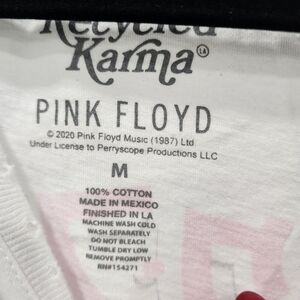 Recycled
Karma
LA
PINK FLOYD
© 2020 Pink Floyd Music (1987) Ltd
Under License to Perryscope Productions LLC
M
100% COTTON
MADE IN MEXICO
FINISHED IN LA
MACHINE WASH COLD
WASH SEPARATELY
DO NOT BLEACH
TUMBLE DRY LOW
REMOVE PROMPTLY
RN#154271